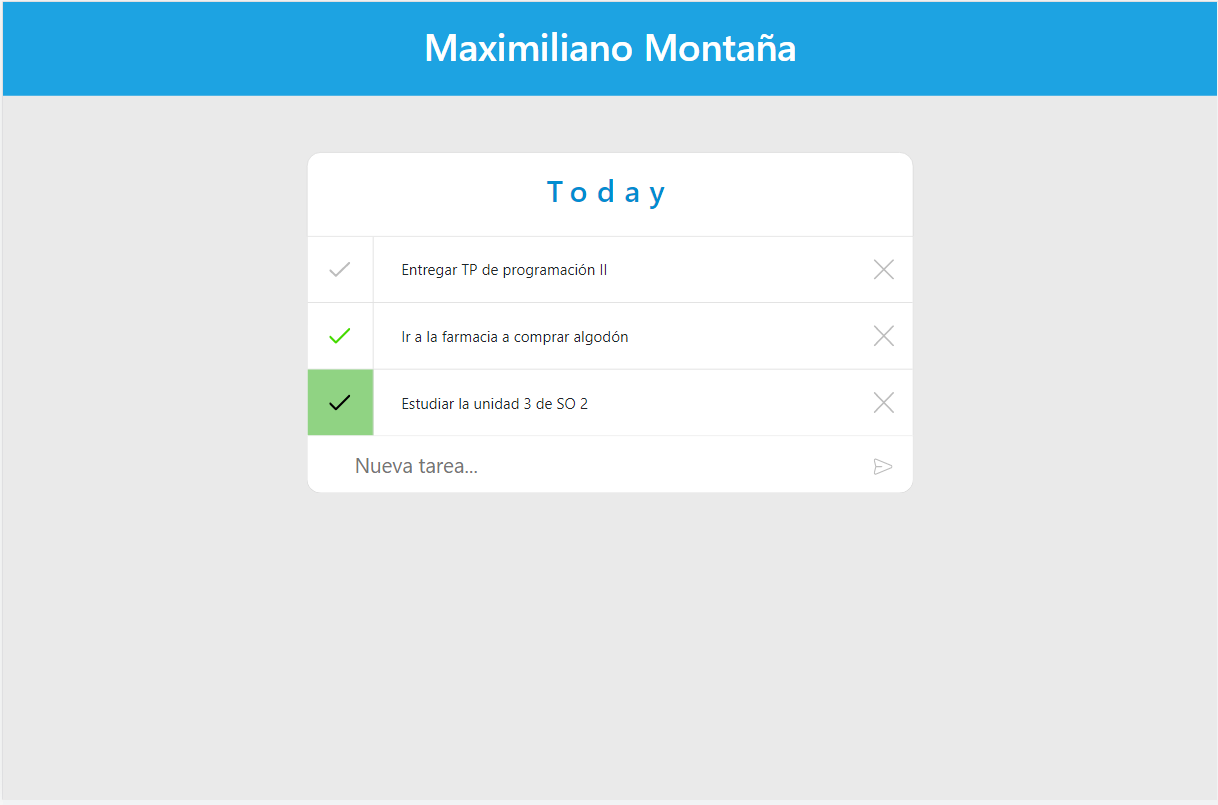 Maximiliano Montaña
Today
Entregar TP de programación II
Ir a la farmacia a comprar algodón
Estudiar la unidad 3 de SO 2
Nueva tarea...